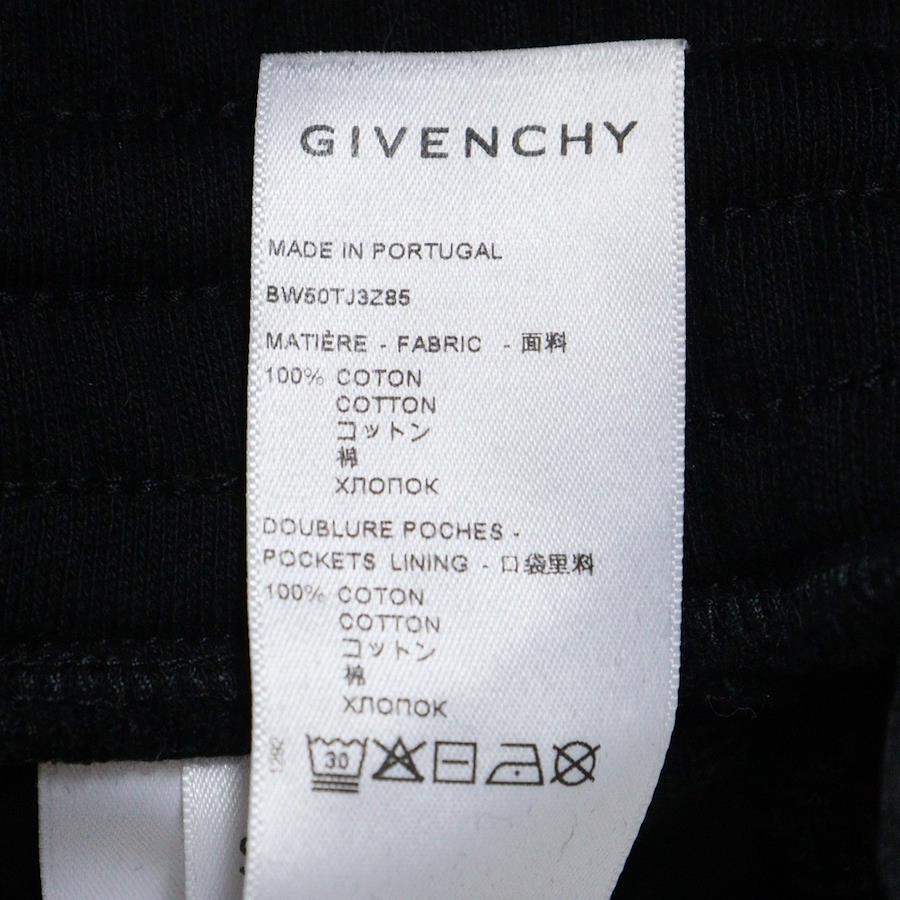 GIVENCHY
MADE IN PORTUGAL
BW50TJ3Z85
MATIÈRE - FABRIC - 面料
100% COTON
COTTON
コットン
棉
ХЛОПОК
DOUBLURE POCHES -
POCKETS LINING - 口袋里料
100% COTON
COTTON
コットン
棉
ХЛОПОК
1292
30